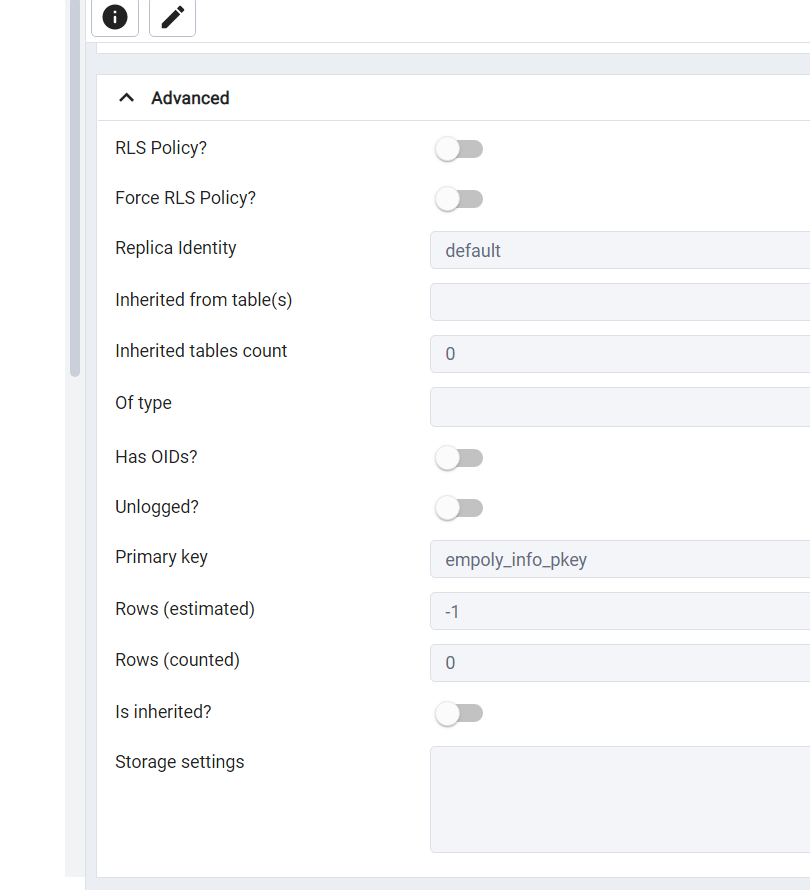 Advanced
RLS Policy?
Force RLS Policy?
Replica Identity
default
Inherited from table(s)
Inherited tables count
0
Of type
Has OIDs?
Unlogged?
Primary key
empoly_info_pkey
Rows (estimated)
-1
Rows (counted)
0
Is inherited?
Storage settings